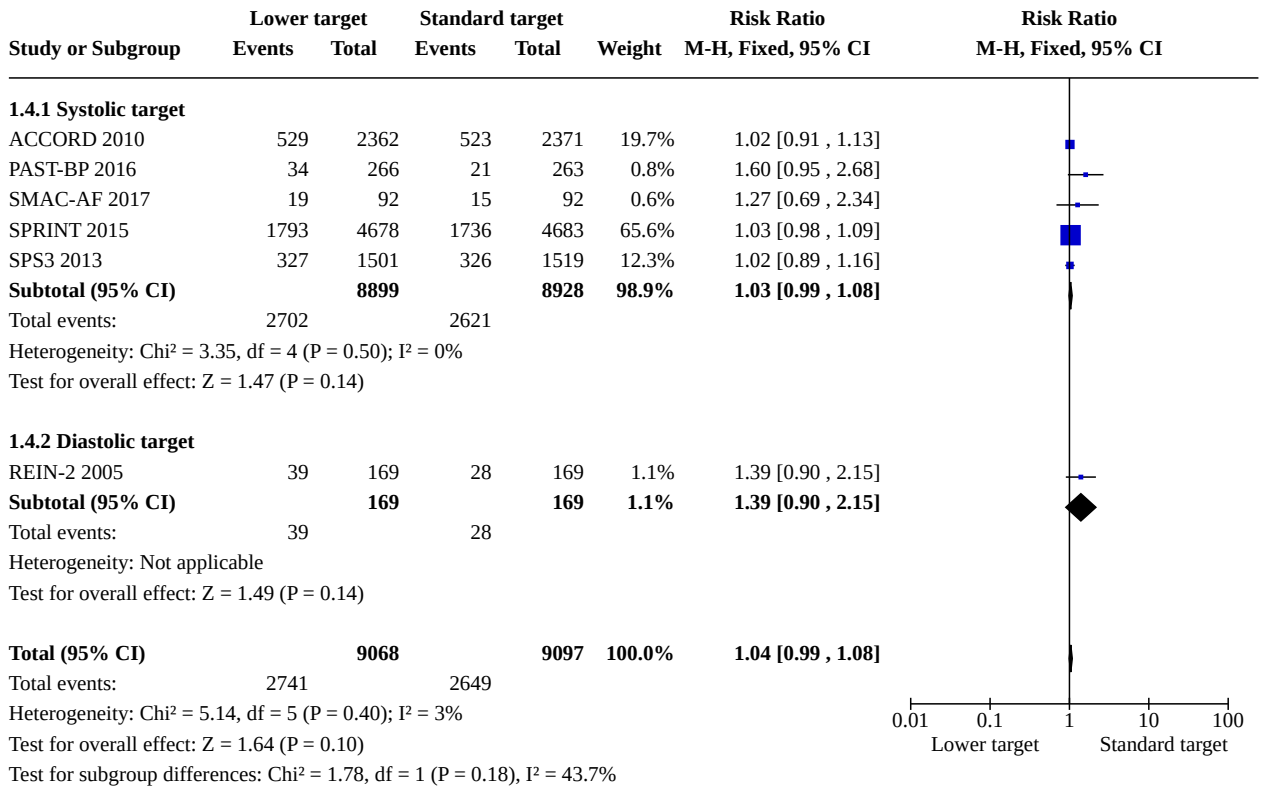 Lower target Standard target Risk Ratio Risk Ratio
Study or Subgroup Events Total Events Total Weight M-H, Fixed, 95% CI M-H, Fixed, 95% CI
1.4.1 Systolic target
ACCORD 2010 529 2362 523 2371 19.7% 1.02 [0.91 , 1.13]
PAST-BP 2016 34 266 21 263 0.8% 1.60 [0.95 , 2.68]
SMAC-AF 2017 19 92 15 92 0.6% 1.27 [0.69 , 2.34]
SPRINT 2015 1793 4678 1736 4683 65.6% 1.03 [0.98 , 1.09]
SPS3 2013 327 1501 326 1519 12.3% 1.02 [0.89 , 1.16]
Subtotal (95% CI) 8899 8928 98.9% 1.03 [0.99 , 1.08]
Total events: 2702 2621
Heterogeneity: Chi² = 3.35, df = 4 (P = 0.50); I² = 0%
Test for overall effect: Z = 1.47 (P = 0.14)
1.4.2 Diastolic target
REIN-2 2005 39 169 28 169 1.1% 1.39 [0.90 , 2.15]
Subtotal (95% CI) 169 169 1.1% 1.39 [0.90 , 2.15]
Total events: 39 28
Heterogeneity: Not applicable
Test for overall effect: Z = 1.49 (P = 0.14)
Total (95% CI) 9068 9097 100.0% 1.04 [0.99 , 1.08]
Total events: 2741 2649
Heterogeneity: Chi² = 5.14, df = 5 (P = 0.40); I² = 3%
0.01 0.1 1 10 100
Test for overall effect: Z = 1.64 (P = 0.10)
Lower target Standard target
Test for subgroup differences: Chi² = 1.78, df = 1 (P = 0.18), I² = 43.7%